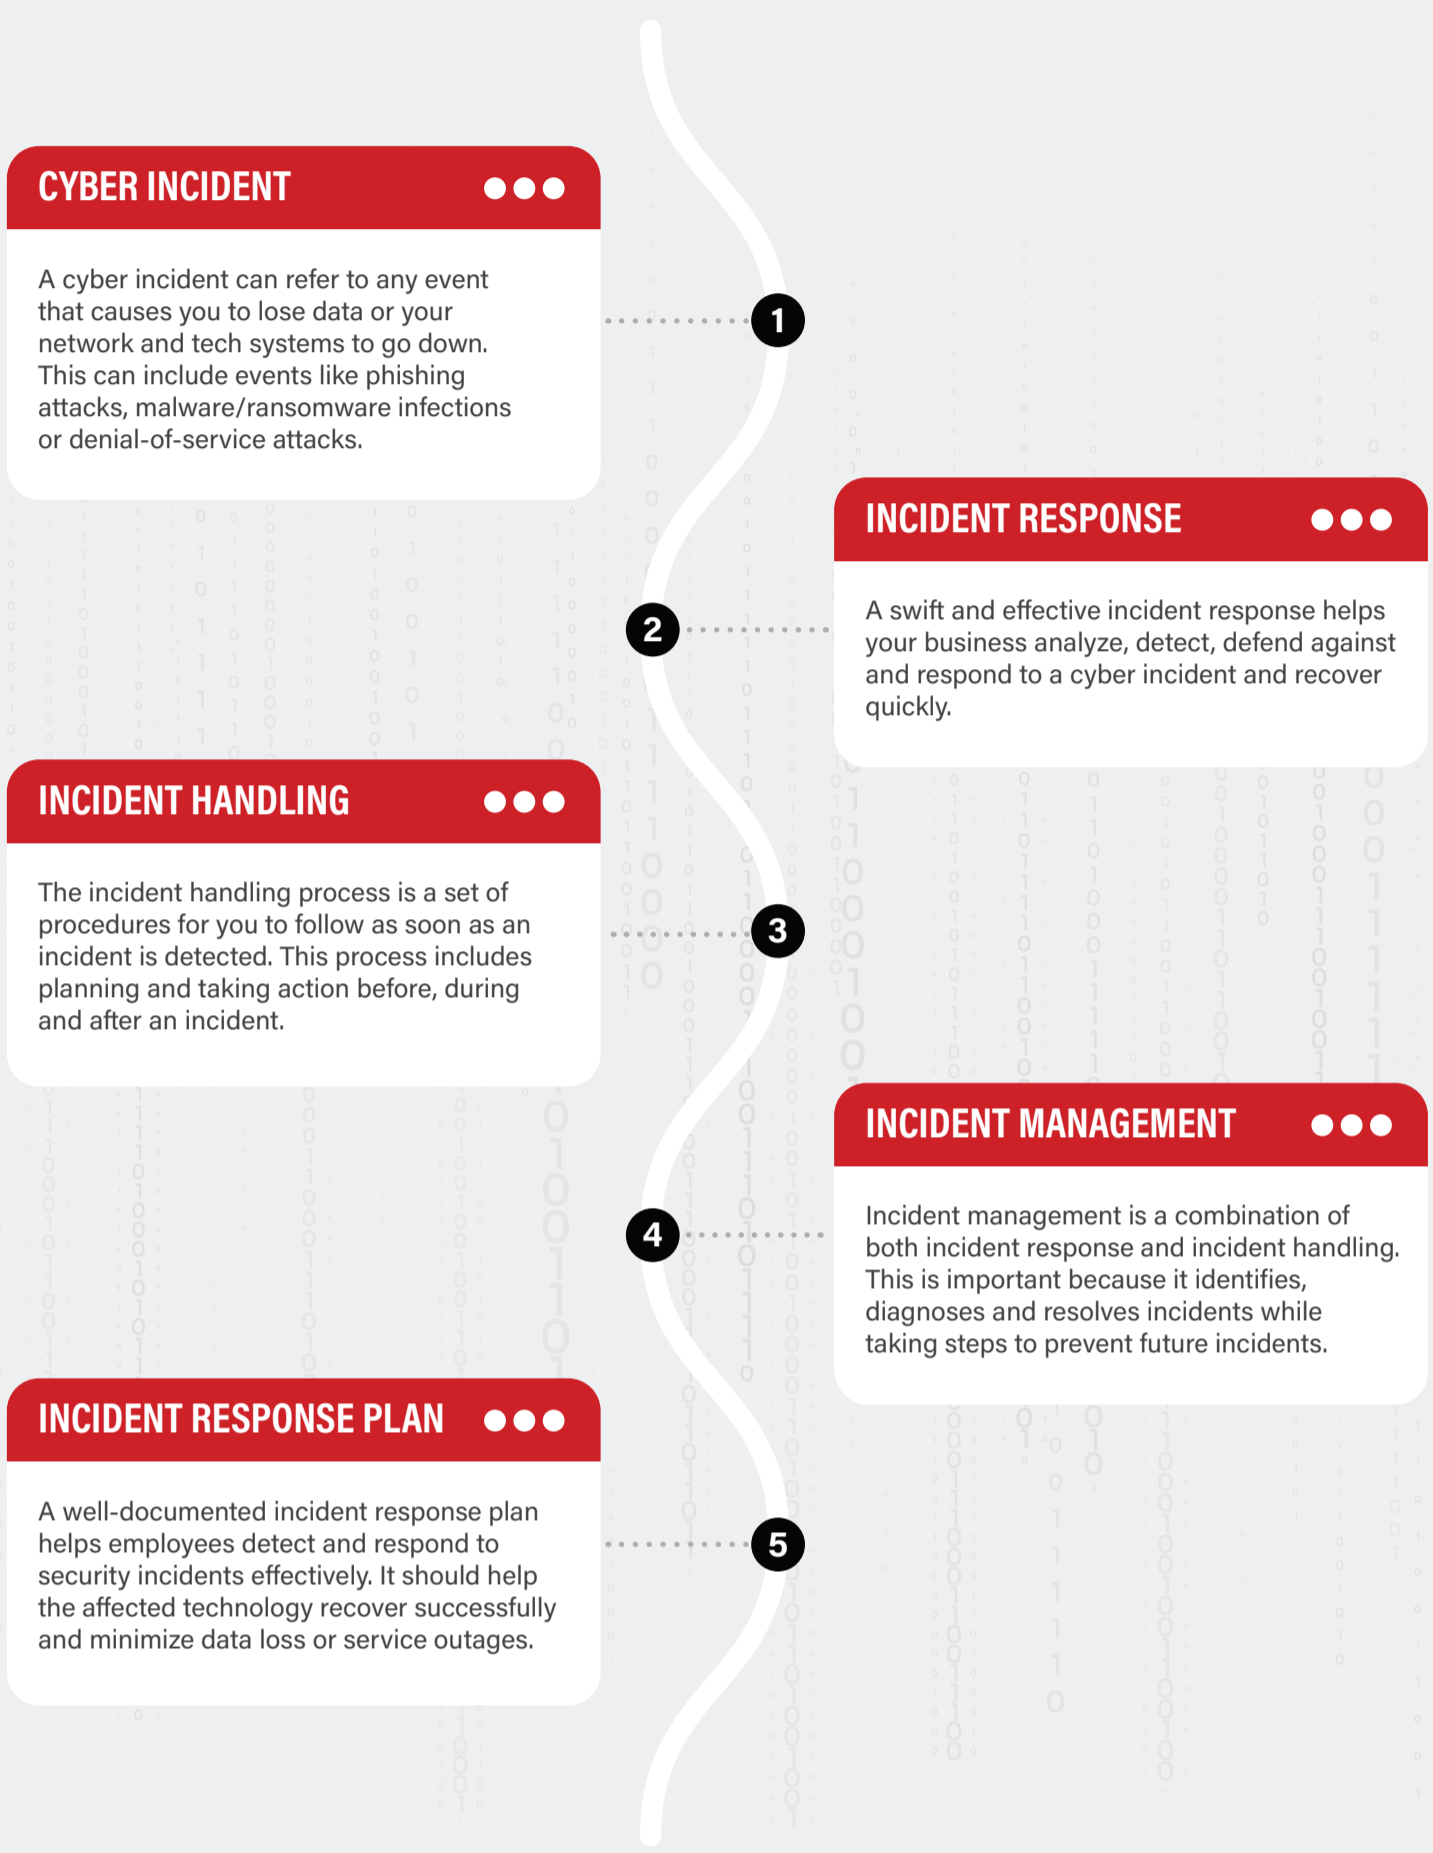 CYBER INCIDENT
A cyber incident can refer to any event
that causes you to lose data or your
network and tech systems to go down.
This can include events like phishing
attacks, malware/ransomware infections
or denial-of-service attacks.
1
INCIDENT RESPONSE
A swift and effective incident response helps
your business analyze, detect, defend against
and respond to a cyber incident and recover
quickly.
2
INCIDENT HANDLING
The incident handling process is a set of
procedures for you to follow as soon as an
incident is detected. This process includes
planning and taking action before, during
and after an incident.
3
INCIDENT MANAGEMENT
Incident management is a combination of
both incident response and incident handling.
This is important because it identifies,
diagnoses and resolves incidents while
taking steps to prevent future incidents.
4
INCIDENT RESPONSE PLAN
A well-documented incident response plan
helps employees detect and respond to
security incidents effectively. It should help
the affected technology recover successfully
and minimize data loss or service outages.
5